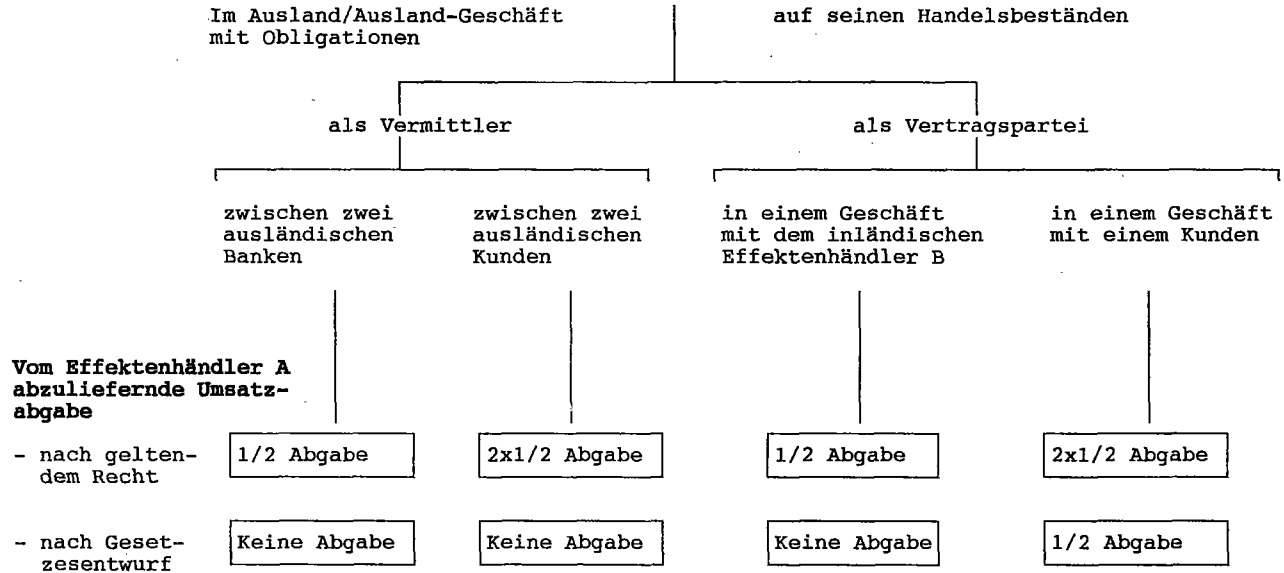 Im Ausland/Ausland-Geschäft
mit Obligationen
auf seinen Handelsbeständen
als Vermittler
als Vertragspartei
zwischen zwei
ausländischen
Banken
zwischen zwei
ausländischen
Kunden
in einem Geschäft
mit dem inländischen
Effektenhändler B
in einem Geschäft
mit einem Kunden
Vom Effektenhändler A
abzuliefernde Umsatz-
abgabe
- nach gelten-
dem Recht
1/2 Abgabe
2x1/2 Abgabe
1/2 Abgabe
2x1/2 Abgabe
- nach Geset-
zesentwurf
Keine Abgabe
Keine Abgabe
Keine Abgabe
1/2 Abgabe